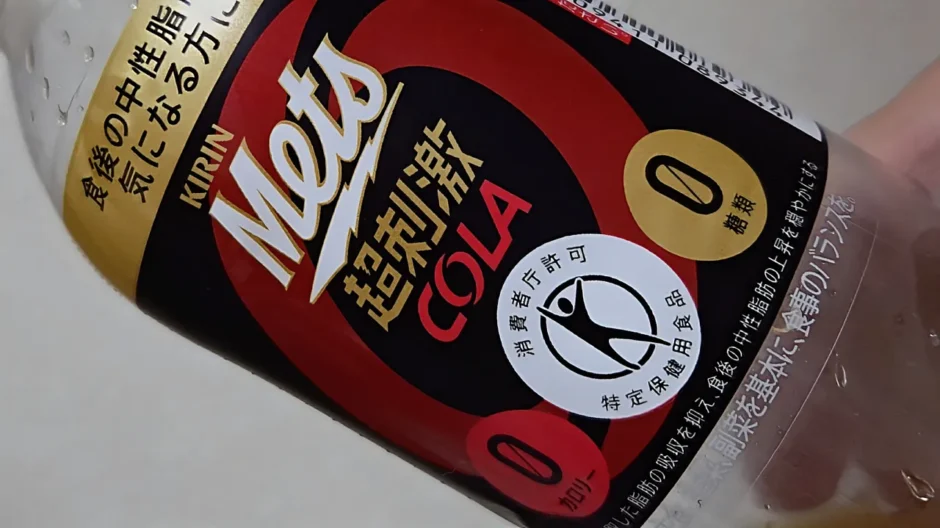 食後の中性脂
気になる方に
KIRIN
Mets
超刺激
COLA
0
糖類
消費者庁許可
特定保健用食品
0
カロリー
した脂肪の吸収を抑え、食後の中性脂肪の上昇を穏やかにする
副菜を基本に、食事のバランスを。